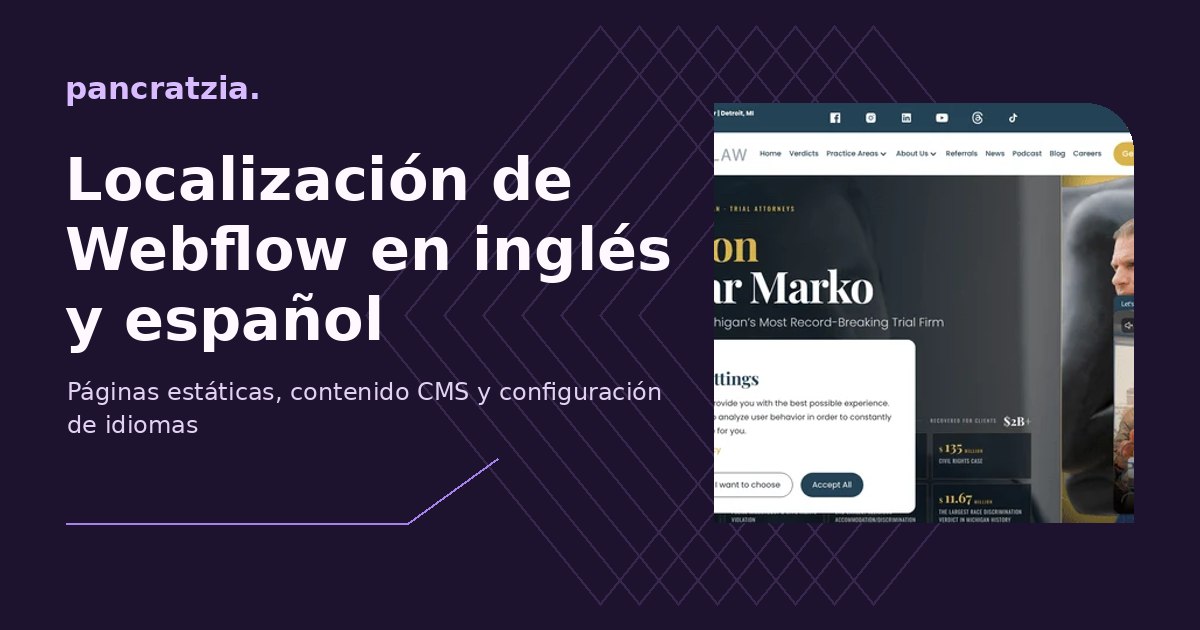 pancratzia.
Localización de
Webflow en inglés
y español
Páginas estáticas, contenido CMS y configuración
de idiomas
| Detroit, MI
LAW
Home Verdicts Practice Areas About Us Referrals News Podcast Blog Careers
TRIAL ATTORNEYS
on
ar Marko
higan's Most Record-Breaking Trial Firm
ttings
rovide you with the best possible experience.
analyze user behavior in order to constantly
for you.
I want to choose Accept All
RECOVERED FOR CLIENTS $2B+
$135 MILLION
CIVIL RIGHTS CASE
$11.67 MILLION
THE LARGEST RACE DISCRIMINATION
VERDICT IN MICHIGAN HISTORY
VIOLATION
ACCOMMODATION/DISCRIMINATION